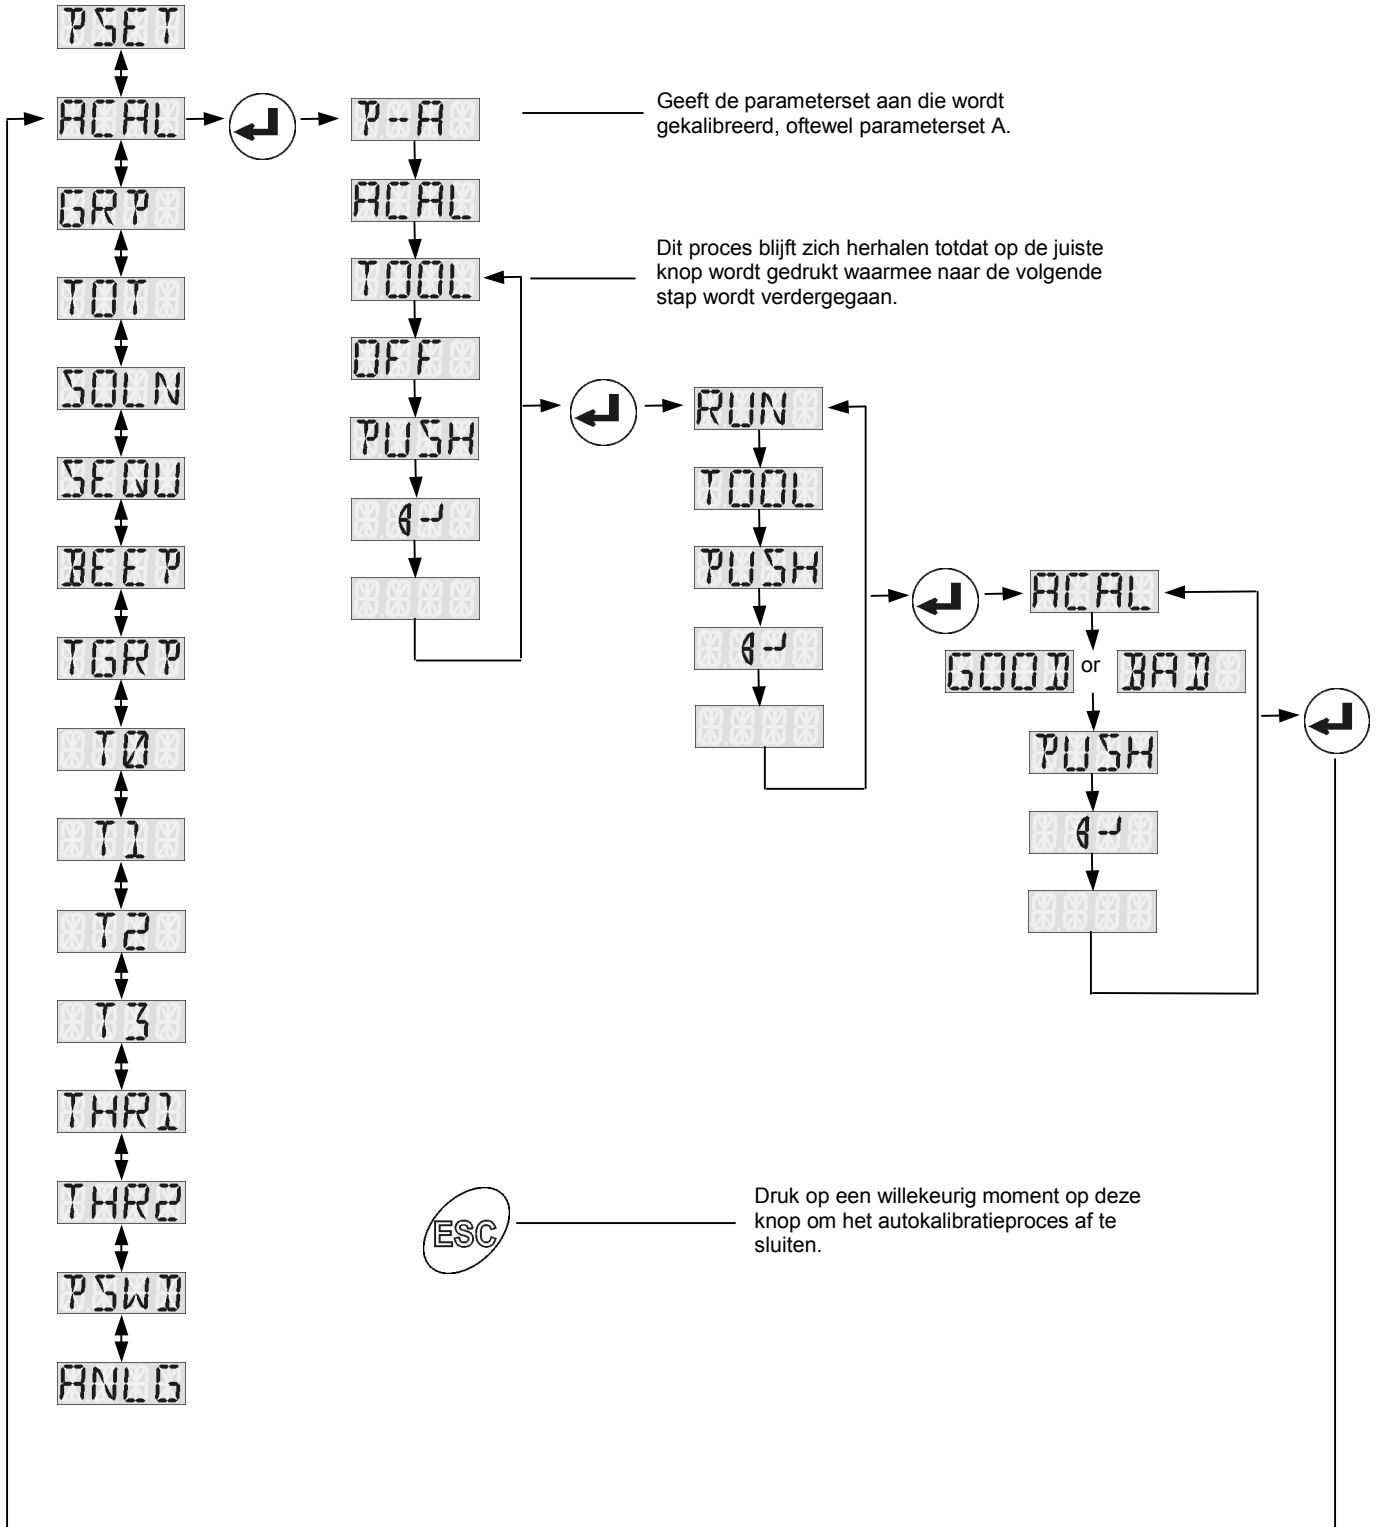 PSET
ACAL
GRP
TOT
SOLN
SEQU
BEEP
TGRP
T0
T1
T2
T3
THR1
THR2
PSWD
ANLG
P-A
ACAL
TOOL
OFF
PUSH
Geeft de parameterset aan die wordt
gekalibreerd, oftewel parameterset A.
Dit proces blijft zich herhalen totdat op de juiste
knop wordt gedrukt waarmee naar de volgende
stap wordt verdergegaan.
RUN
TOOL
PUSH
ACAL
GOOD or BAD
PUSH
ESC
Druk op een willekeurig moment op deze
knop om het autokalibratieproces af te
sluiten.